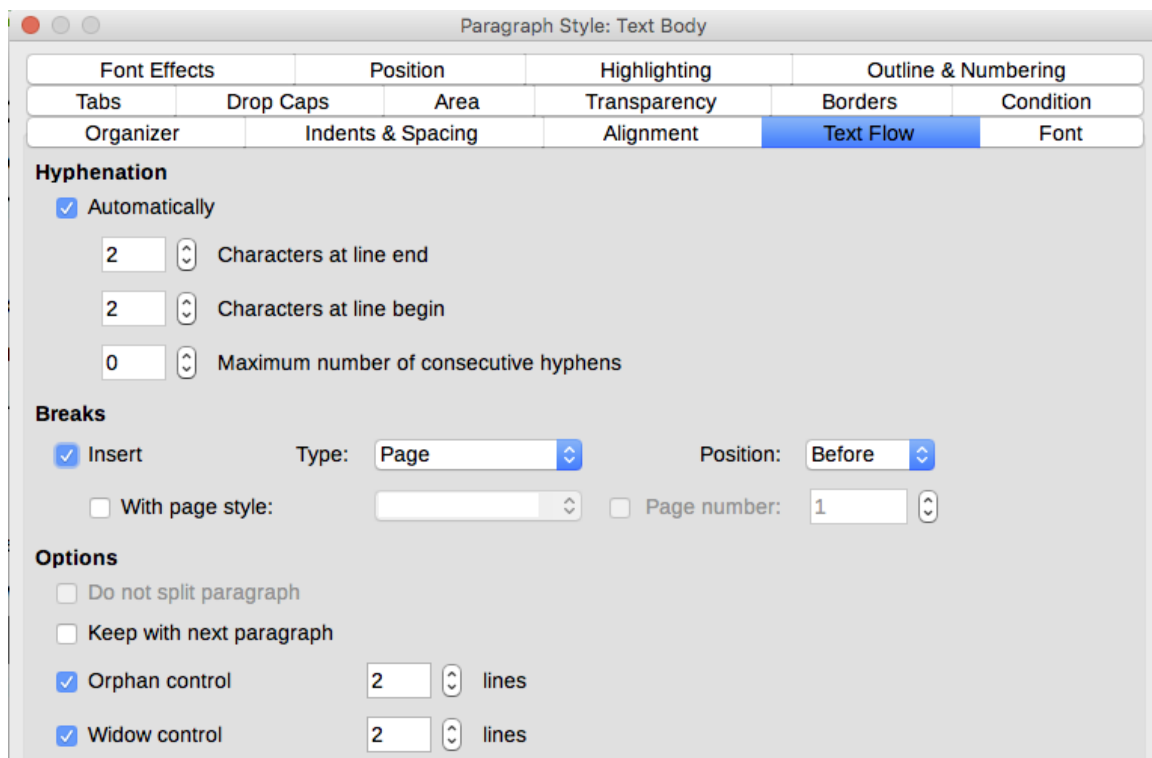 Paragraph Style: Text Body
Font Effects Position Highlighting Outline & Numbering
Tabs Drop Caps Area Transparency Borders Condition
Organizer Indents & Spacing Alignment Text Flow Font
Hyphenation
Automatically
2 Characters at line end
2 Characters at line begin
0 Maximum number of consecutive hyphens
Breaks
Insert Type: Page Position: Before
With page style: Page number: 1
Options
Do not split paragraph
Keep with next paragraph
Orphan control 2 lines
Widow control 2 lines